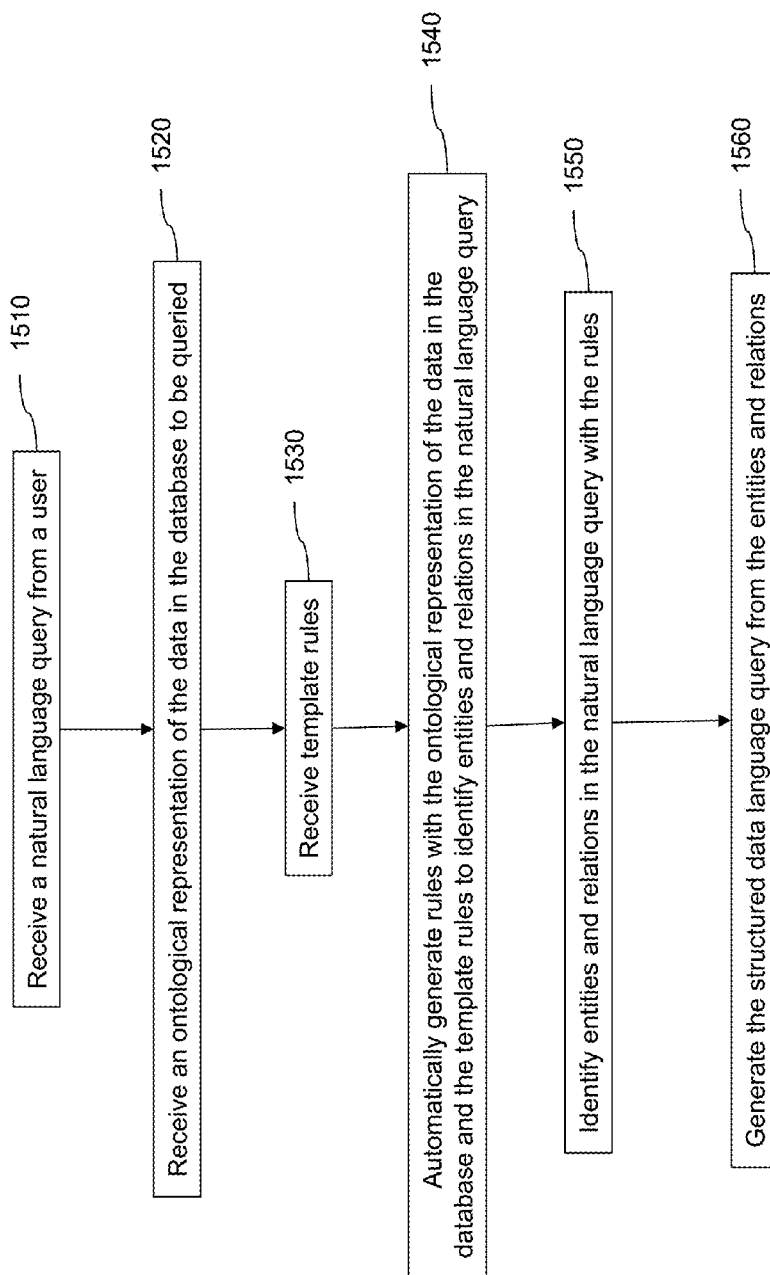 1510
Receive a natural language query from a user
1520
Receive an ontological representation of the data in the database to be queried
1530
Receive template rules
1540
Automatically generate rules with the ontological representation of the data in the
database and the template rules to identify entities and relations in the natural language query
1550
Identify entities and relations in the natural language query with the rules
1560
Generate the structured data language query from the entities and relations